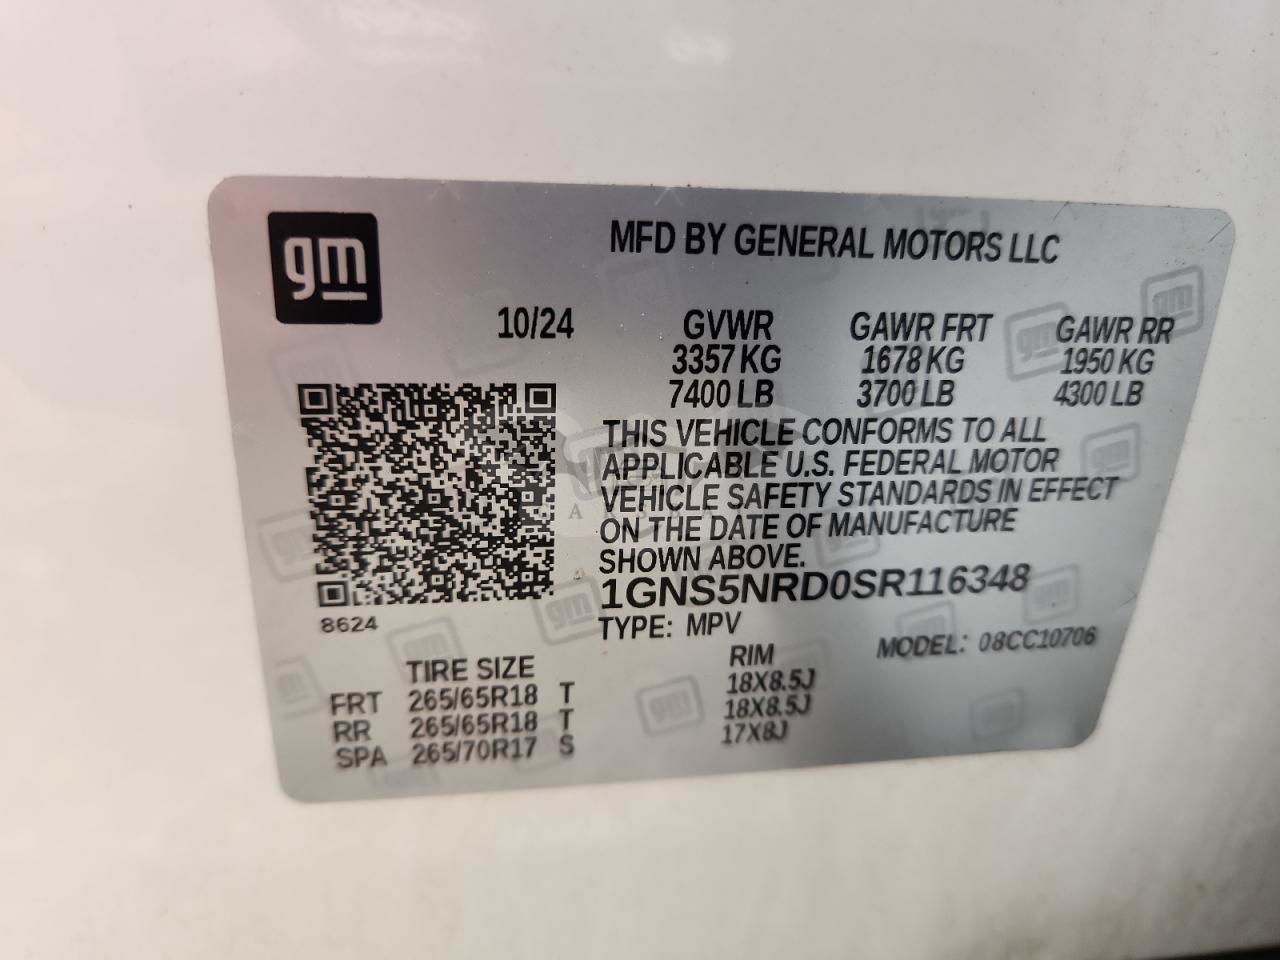 gm
MFD BY GENERAL MOTORS LLC
10/24 GVWR GAWR FRT GAWR RR
3357 KG 1678 KG 1950 KG
7400 LB 3700 LB 4300 LB
THIS VEHICLE CONFORMS TO ALL
APPLICABLE U.S. FEDERAL MOTOR
VEHICLE SAFETY STANDARDS IN EFFECT
ON THE DATE OF MANUFACTURE
SHOWN ABOVE.
1GNS5NRD0SR116348
8624
TYPE: MPV MODEL: 08CC10706
TIRE SIZE RIM
FRT 265/65R18 T 18X8.5J
RR 265/65R18 T 18X8.5J
SPA 265/70R17 S 17X8J